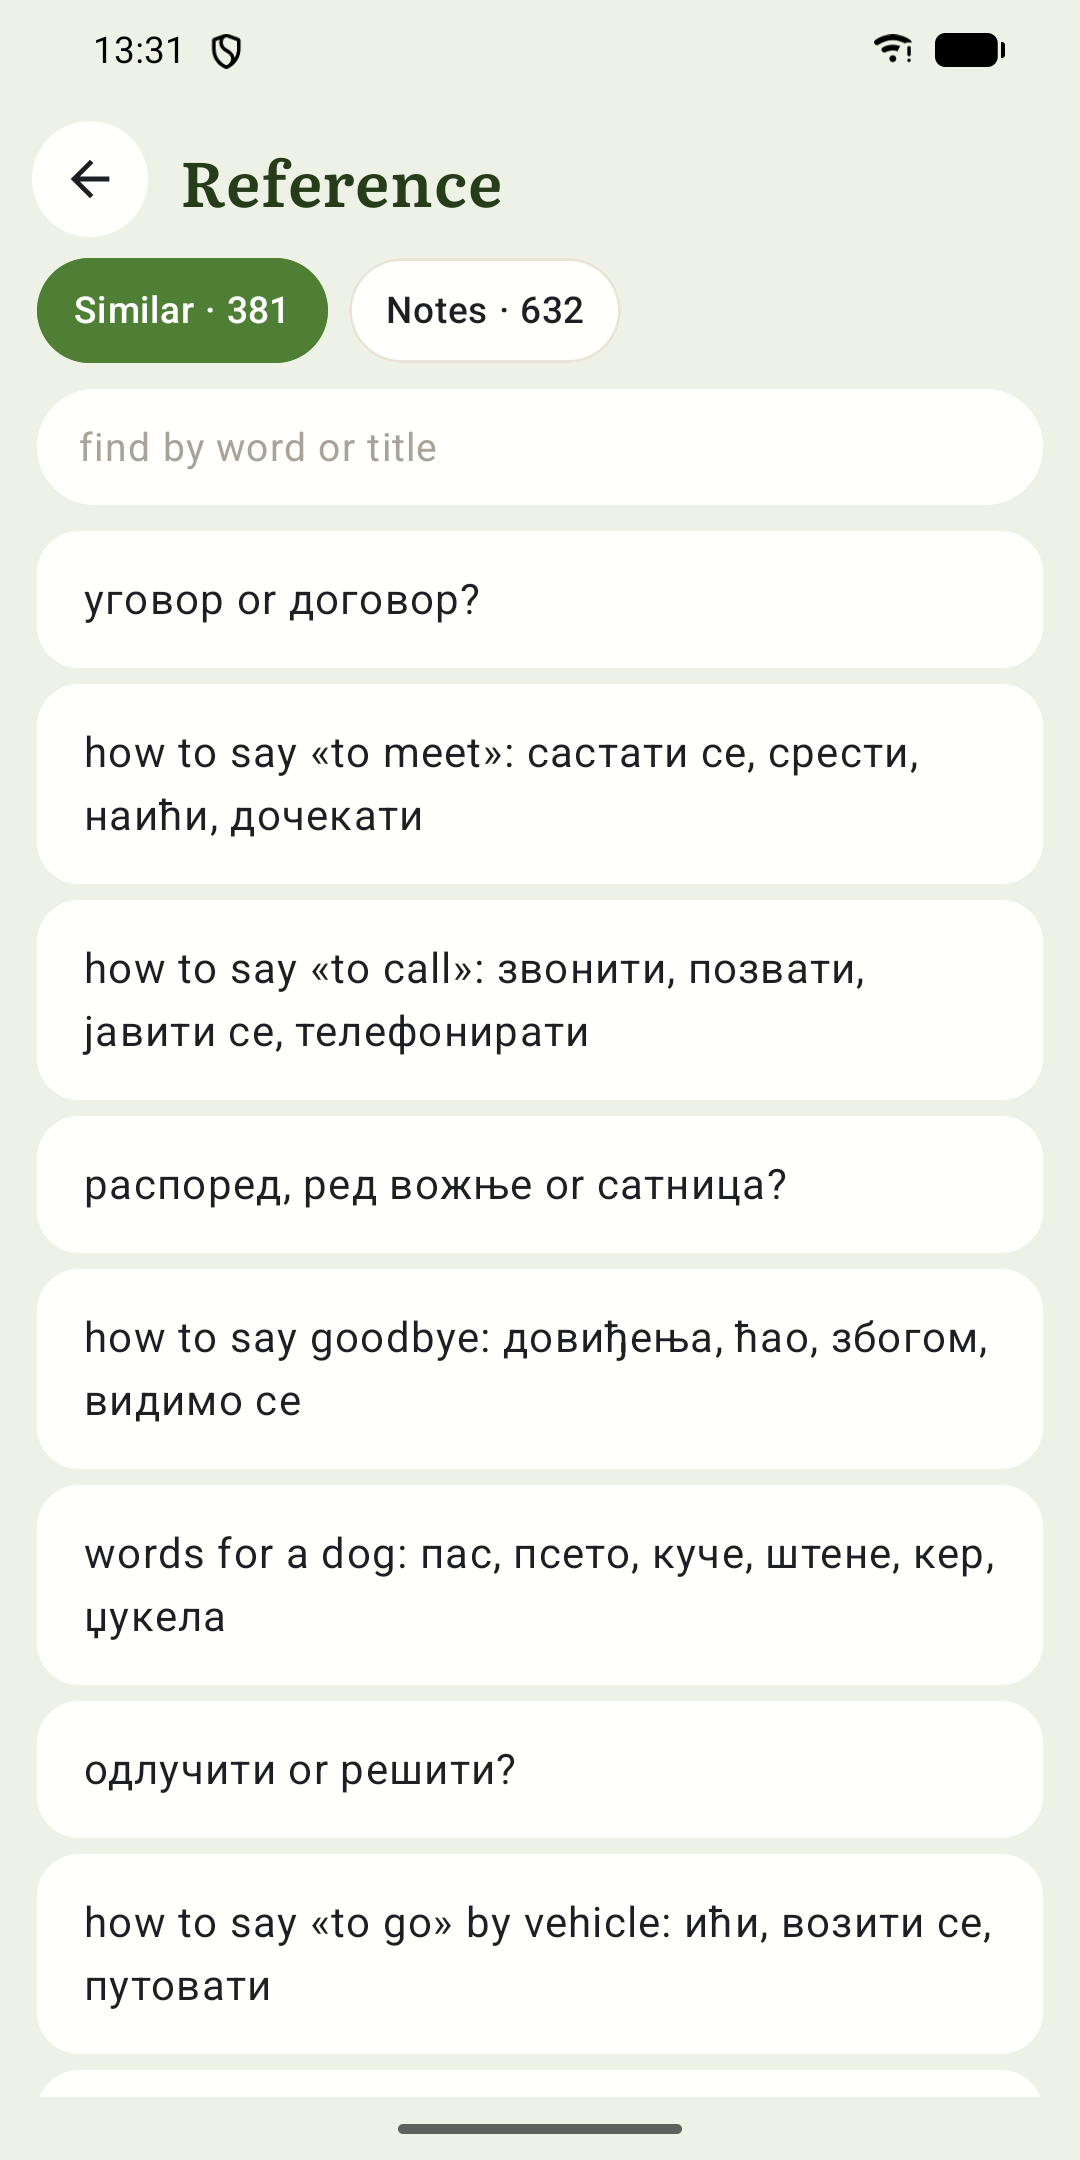 13:31
Reference
Similar · 381
Notes · 632
find by word or title
уговор or договор?
how to say «to meet»: састати се, срести,
наићи, дочекати
how to say «to call»: звонити, позвати,
јавити се, телефонирати
распоред, ред вожње or сатница?
how to say goodbye: довиђења, ћао, збогом,
видимо се
words for a dog: пас, псето, куче, штене, кер,
џукела
одлучити or решити?
how to say «to go» by vehicle: ићи, возити се,
путовати